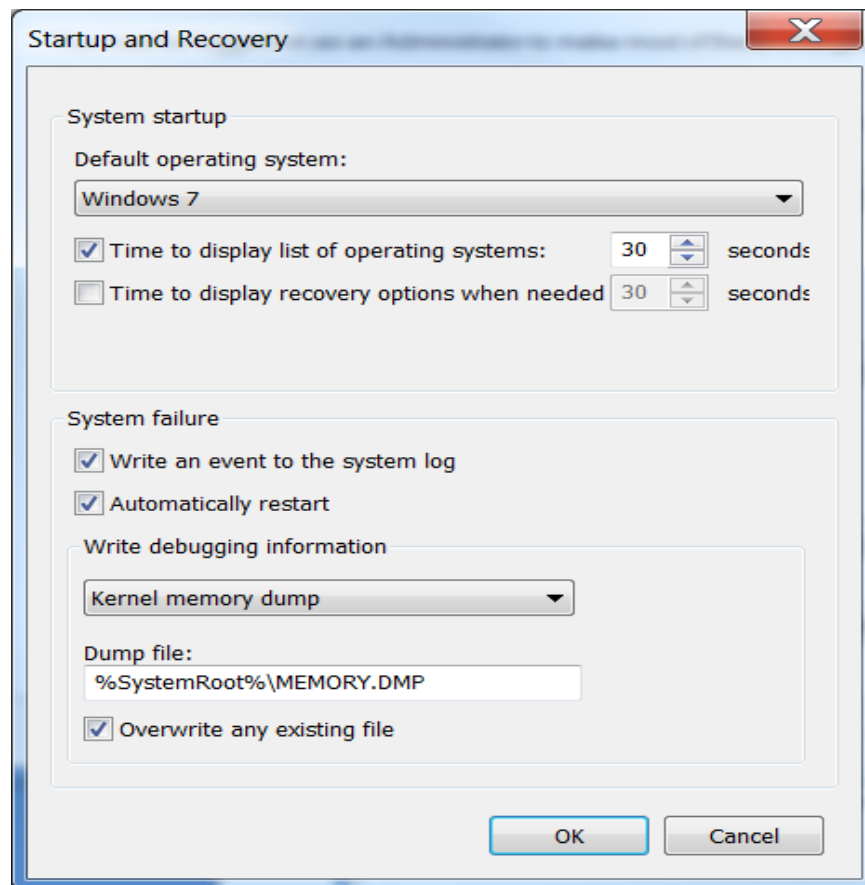 Startup and Recovery
System startup
Default operating system:
Windows 7
Time to display list of operating systems: 30 seconds
Time to display recovery options when needed 30 seconds
System failure
Write an event to the system log
Automatically restart
Write debugging information
Kernel memory dump
Dump file:
%SystemRoot%\MEMORY.DMP
Overwrite any existing file
OK Cancel